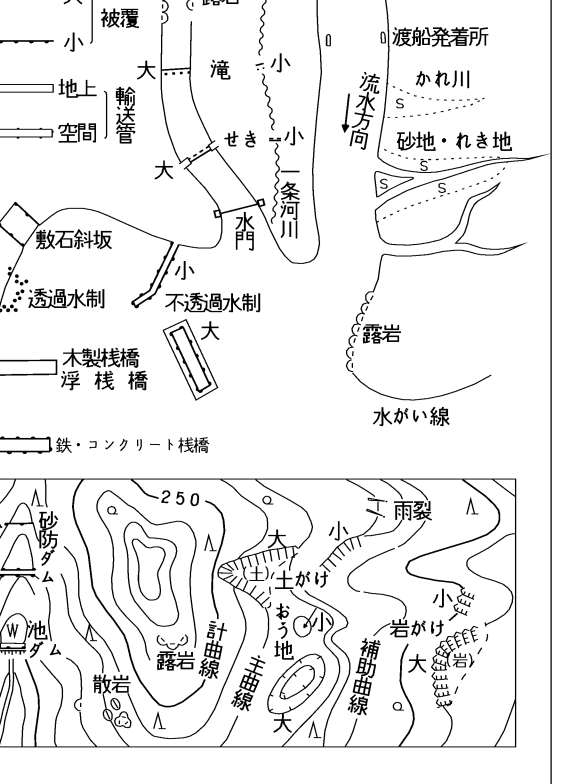 被覆
小
露岩
地上
輸送管
空間
大
滝
小
せき
小
大
一条河川
水門
渡船発着所
流水方向
かれ川
S
砂地・れき地
S
S
S
敷石斜坂
小
透過水制
不透過水制
大
露岩
木製桟橋
浮桟橋
水がい線
鉄・コンクリート桟橋
250
雨裂
砂防ダム
大
小
(土)
土がけ
小
W
池
ダム
計曲線
おう地
小
岩がけ
露岩
主曲線
補助曲線
大
(岩)
散岩
大